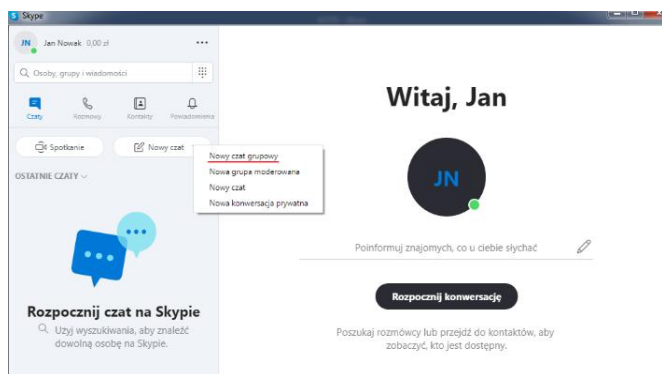 Skype
JN Jan Nowak 0,00 zł
Osoby, grupy i wiadomości
Czaty Rozmowy Kontakty Powiadomienia
Spotkanie Nowy czat
OSTATNIE CZATY
Nowy czat grupowy
Nowa grupa moderowana
Nowy czat
Nowa konwersacja prywatna
Rozpocznij czat na Skypie
Użyj wyszukiwania, aby znaleźć
dowolną osobę na Skypie.
Witaj, Jan
JN
Poinformuj znajomych, co u ciebie słychać
Rozpocznij konwersację
Poszukaj rozmówcy lub przejdź do kontaktów, aby
zobaczyć, kto jest dostępny.